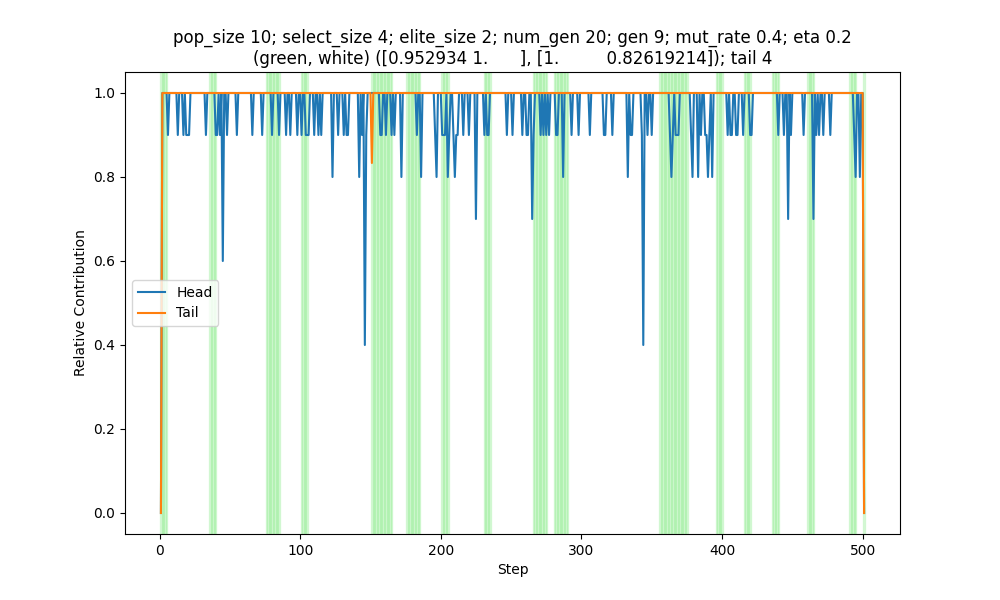 pop_size 10; select_size 4; elite_size 2; num_gen 20; gen 9; mut_rate 0.4; eta 0.2
(green, white) ([0.952934 1.      ], [1.         0.82619214]); tail 4
1.0
0.8
0.6
0.4
0.2
0.0
Relative Contribution
Head
Tail
0 100 200 300 400 500
Step